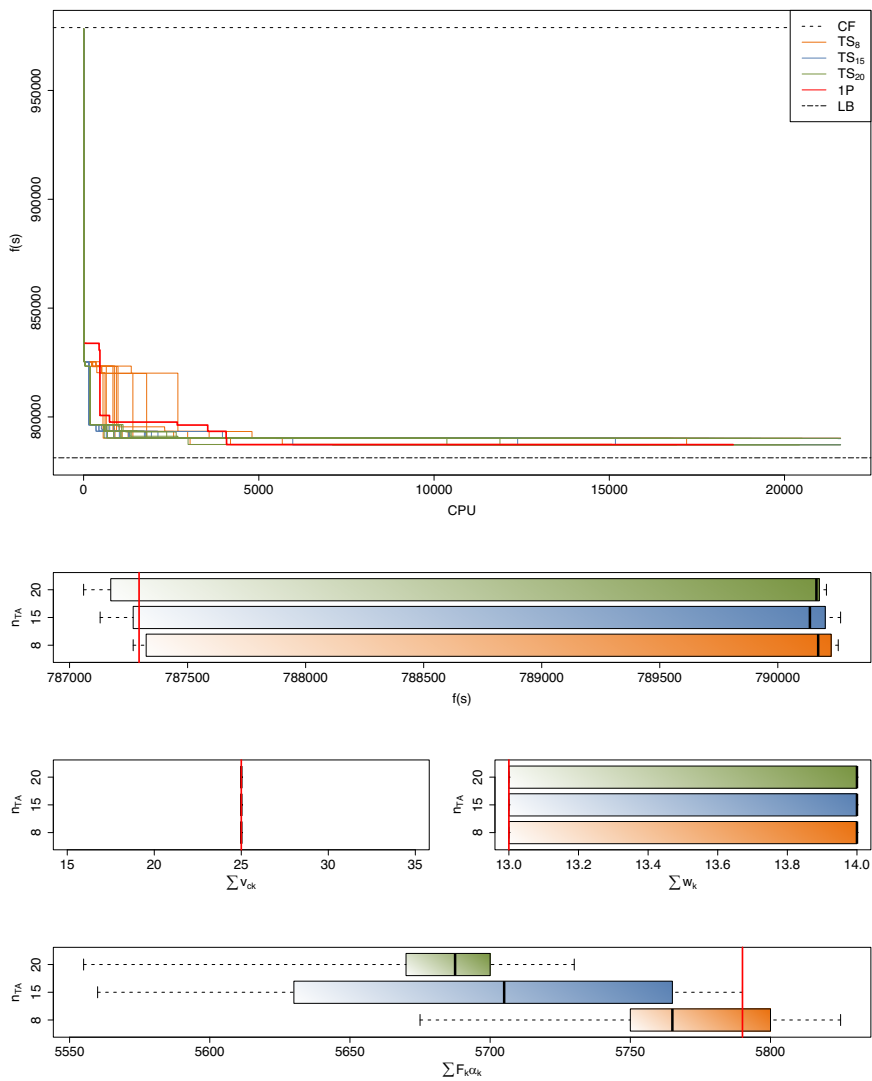 CF
TS8
TS15
TS20
1P
LB
950000
900000
850000
800000
f(s)
0 5000 10000 15000 20000
CPU
20
15
8
nTA
787000 787500 788000 788500 789000 789500 790000
f(s)
20
15
8
nTA
15 20 25 30 35
∑ vck
20
15
8
nTA
13.0 13.2 13.4 13.6 13.8 14.0
∑ wk
20
15
8
nTA
5550 5600 5650 5700 5750 5800
∑ Fkαk